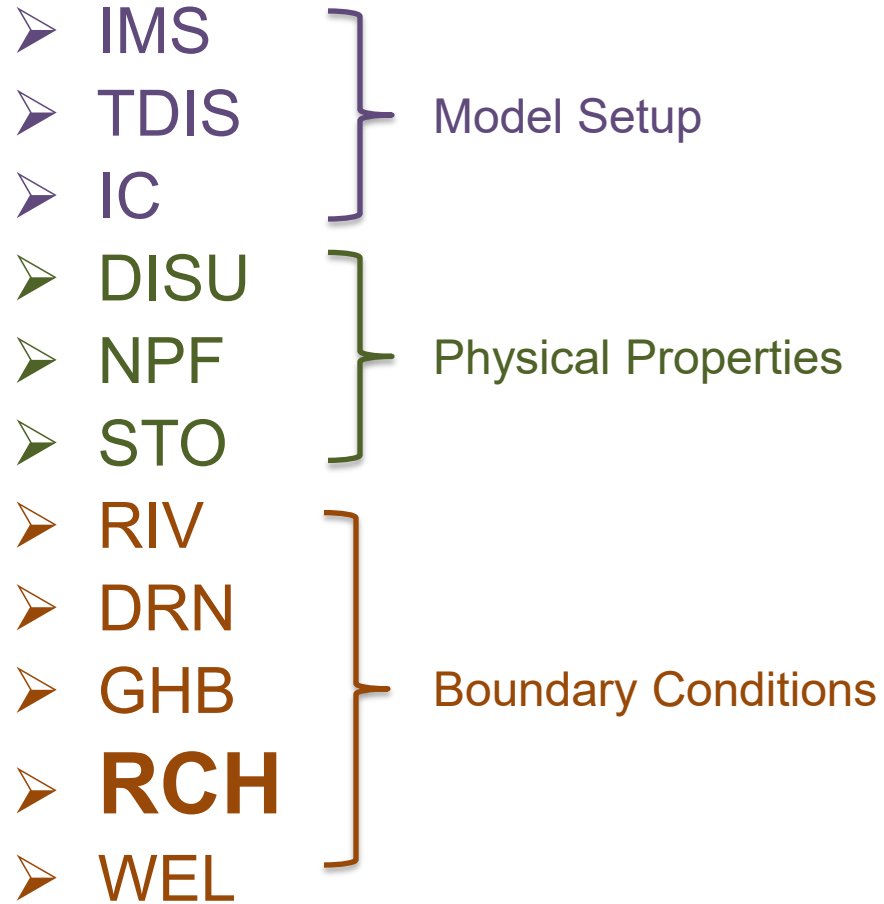 ➢ IMS
➢ TDIS
➢ IC
Model Setup
➢ DISU
➢ NPF
➢ STO
Physical Properties
➢ RIV
➢ DRN
➢ GHB
➢ RCH
➢ WEL
Boundary Conditions